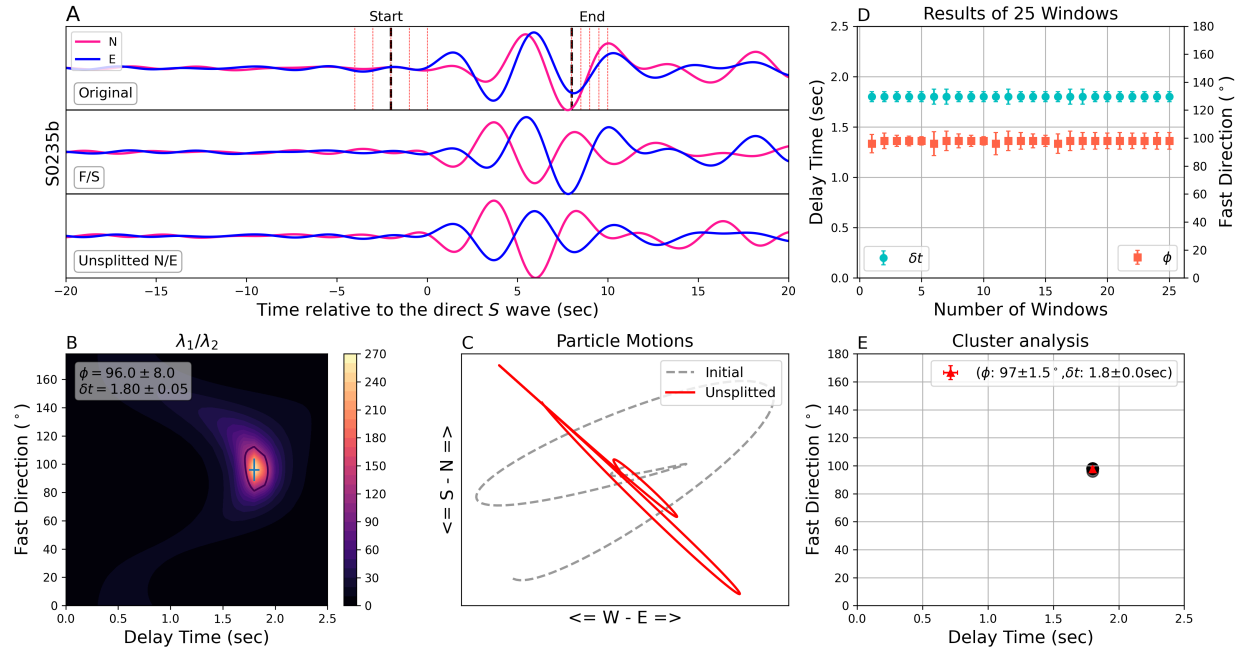 A
Start
End
N
E
Original
F/S
Unsplitted N/E
S0235b
−20 −15 −10 −5 0 5 10 15 20
Time relative to the direct S wave (sec)
D
Results of 25 Windows
2.5
2.0
1.5
1.0
0.5
0.0
Delay Time (sec)
180
160
140
120
100
80
60
40
20
0
Fast Direction (°)
δt
ϕ
0 5 10 15 20 25
Number of Windows
B
λ1/λ2
ϕ = 96.0 ± 8.0
δt = 1.80 ± 0.05
160
140
120
100
80
60
40
20
0
Fast Direction (°)
0.0 0.5 1.0 1.5 2.0 2.5
Delay Time (sec)
270
240
210
180
150
120
90
60
30
0
C
Particle Motions
Initial
Unsplitted
<= S - N =>
<= W - E =>
E
Cluster analysis
(ϕ: 97±1.5°,δt: 1.8±0.0sec)
180
160
140
120
100
80
60
40
20
0
Fast Direction (°)
0.0 0.5 1.0 1.5 2.0 2.5
Delay Time (sec)